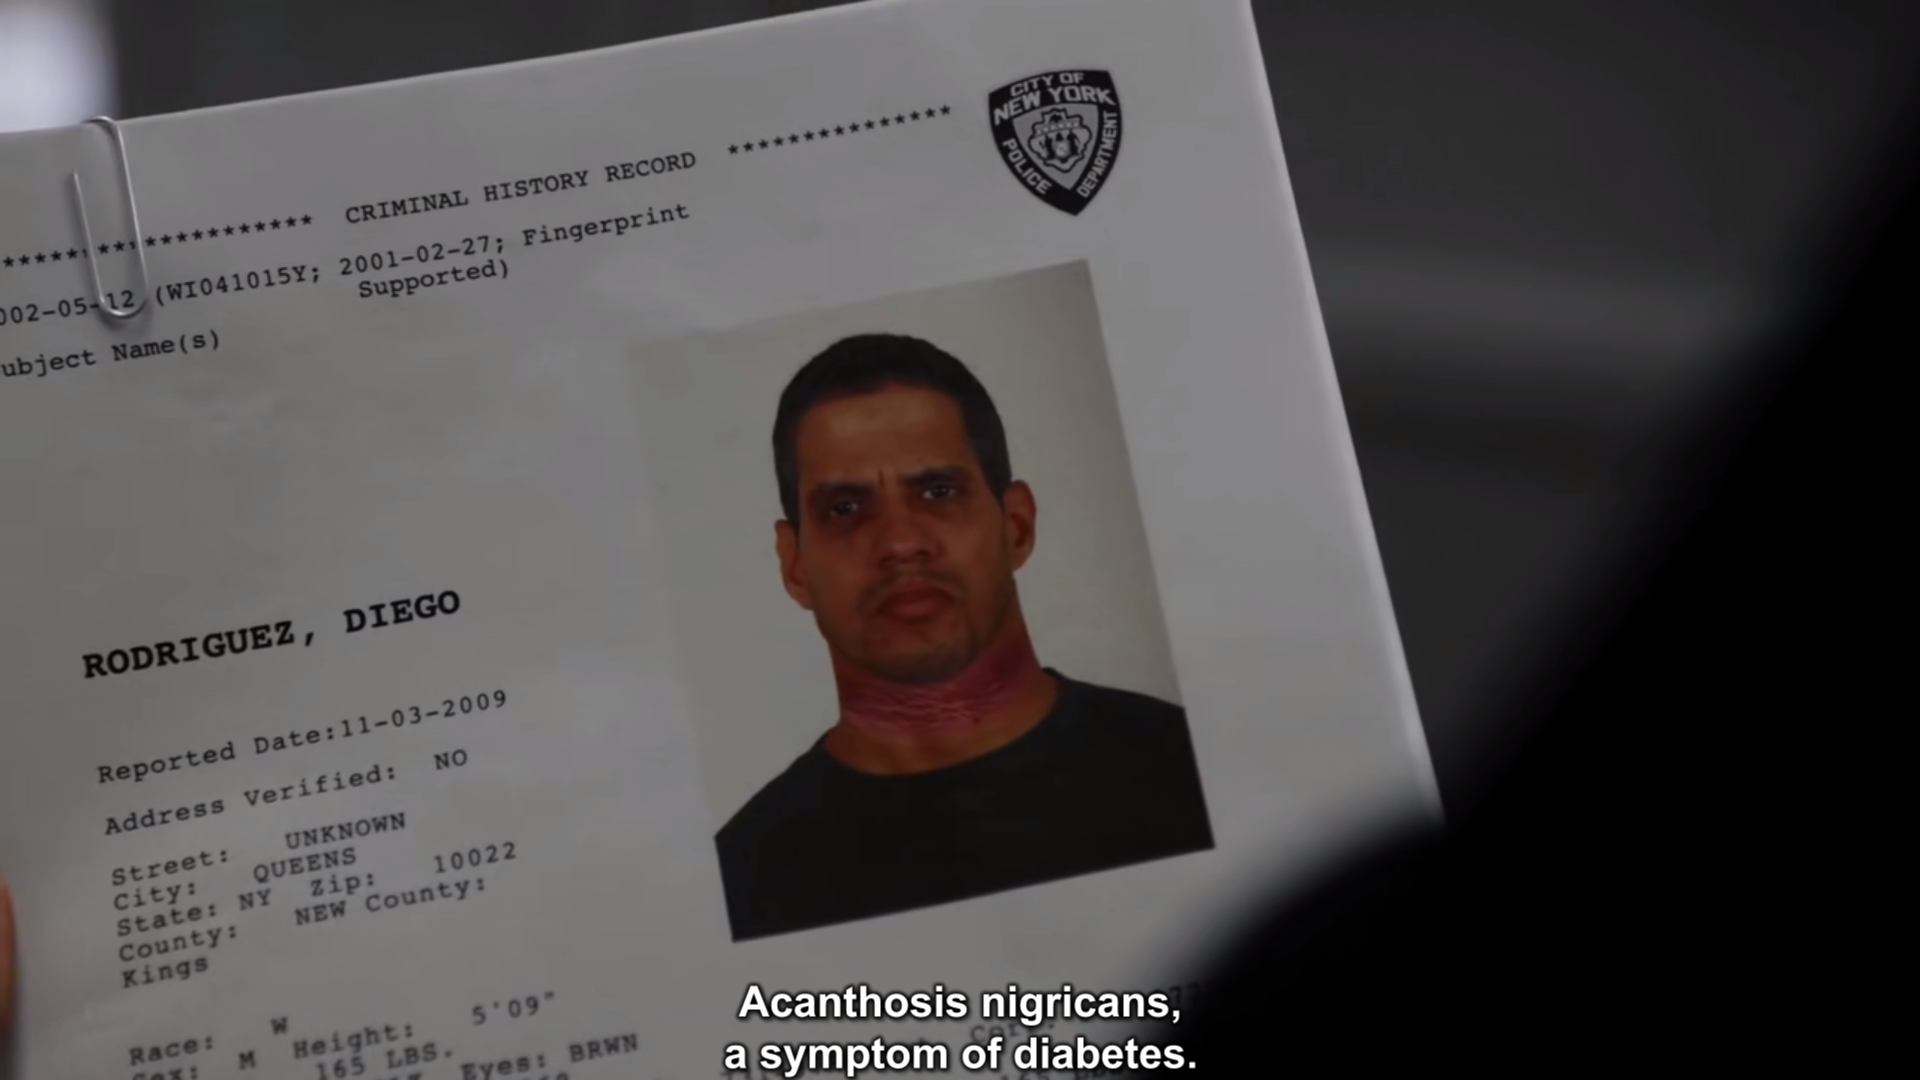 CITY OF
NEW YORK
POLICE
DEPARTMENT
******************* CRIMINAL HISTORY RECORD ***************
002-05-12 (WI041015Y; 2001-02-27; Fingerprint
Supported)
ubject Name(s)
RODRIGUEZ, DIEGO
Reported Date:11-03-2009
Address Verified: NO
Street: UNKNOWN
City: QUEENS
State: NY Zip: 10022
County: NEW County:
Kings
Race: W
Sex: M Height: 5'09"
165 LBS.
Eyes: BRWN
Acanthosis nigricans,
a symptom of diabetes.